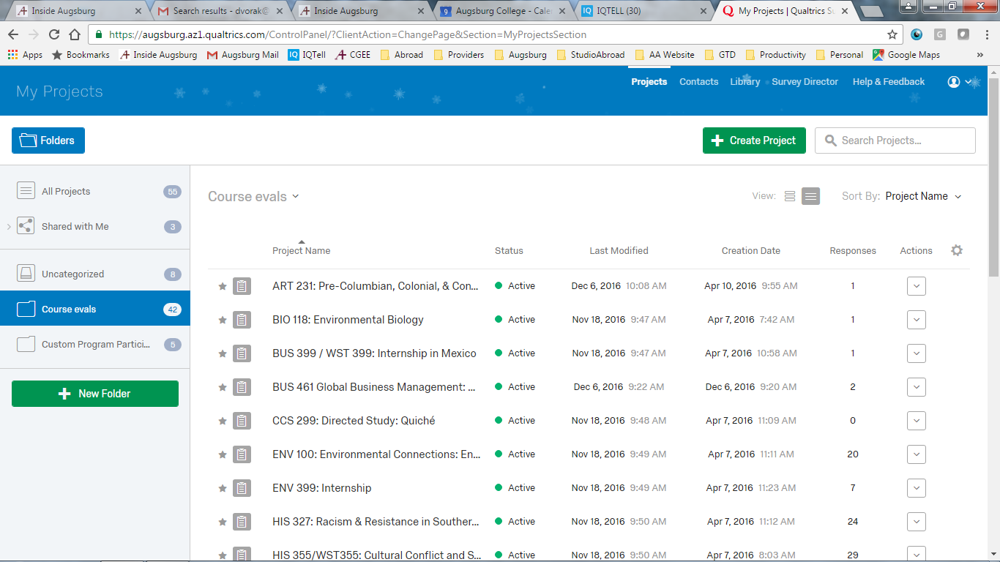 Inside Augsburg
Search results - dvorak@
Inside Augsburg
9 Augsburg College - Cale
IQ IQTELL (30)
Q My Projects | Qualtrics Su
https://augsburg.az1.qualtrics.com/ControlPanel/?ClientAction=ChangePage&Section=MyProjectsSection
Apps Bookmarks Inside Augsburg Augsburg Mail IQ IQTell CGEE Abroad Providers Augsburg StudioAbroad AA Website GTD Productivity Personal Google Maps »
My Projects
Projects Contacts Library Survey Director Help & Feedback
Folders
Create Project
Search Projects...
All Projects 55
Shared with Me 3
Uncategorized 8
Course evals 42
Custom Program Partici... 5
New Folder
Course evals
View:
Sort By: Project Name
Project Name Status Last Modified Creation Date Responses Actions
ART 231: Pre-Columbian, Colonial, & Con... Active Dec 6, 2016 10:08 AM Apr 10, 2016 9:55 AM 1
BIO 118: Environmental Biology Active Nov 18, 2016 9:47 AM Apr 7, 2016 7:42 AM 1
BUS 399 / WST 399: Internship in Mexico Active Nov 18, 2016 9:47 AM Apr 7, 2016 10:58 AM 1
BUS 461 Global Business Management: ... Active Dec 6, 2016 9:22 AM Dec 6, 2016 9:20 AM 2
CCS 299: Directed Study: Quiché Active Nov 18, 2016 9:48 AM Apr 7, 2016 11:09 AM 0
ENV 100: Environmental Connections: En... Active Nov 18, 2016 9:49 AM Apr 7, 2016 11:11 AM 20
ENV 399: Internship Active Nov 18, 2016 9:49 AM Apr 7, 2016 11:23 AM 7
HIS 327: Racism & Resistance in Souther... Active Nov 18, 2016 9:50 AM Apr 7, 2016 11:12 AM 24
HIS 355/WST355: Cultural Conflict and S... Active Nov 18, 2016 9:50 AM Apr 7, 2016 8:03 AM 29